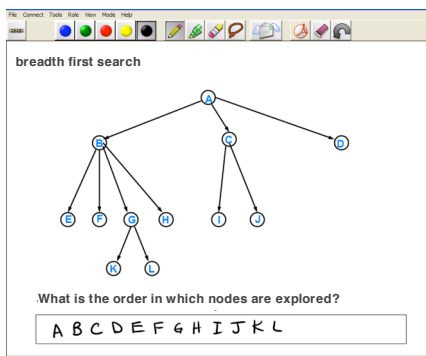 File Connect Tools Role View Mode Help
breadth first search
A
B C D
E F G H I J
K L
What is the order in which nodes are explored?
A B C D E F G H I J K L